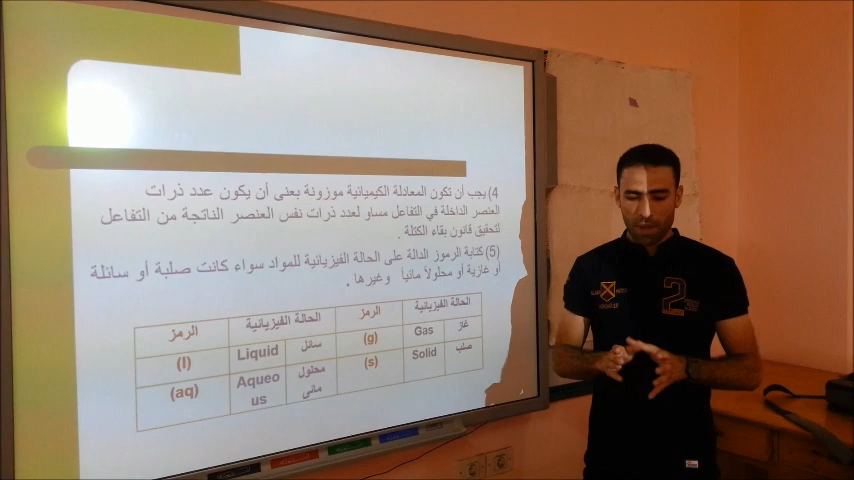 4) يجب أن تكون المعادلة الكيميائية موزونة بمعنى أن يكون عدد ذرات
العنصر الداخلة في التفاعل مساو لعدد ذرات نفس العنصر الناتجة من التفاعل
لتحقيق قانون بقاء الكتلة .
(5) كتابة الرموز الدالة على الحالة الفيزيائية للمواد سواء كانت صلبة أو سائلة
أو غازية أو محلولاً مائياً وغيرها .
الحالة الفيزيائية الرمز الحالة الفيزيائية الرمز
غاز Gas (g) سائل Liquid (l)
صلب Solid (s) محلول مائى Aqueo us (aq)
2